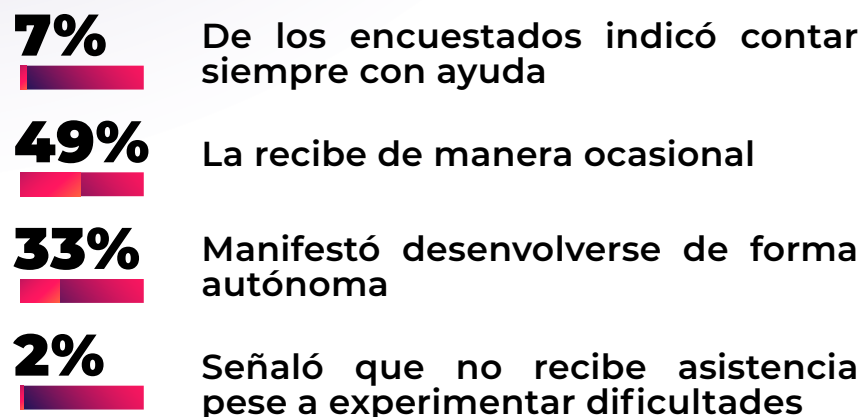 7%
De los encuestados indicó contar
siempre con ayuda
49%
La recibe de manera ocasional
33%
Manifestó desenvolverse de forma
autónoma
2%
Señaló que no recibe asistencia
pese a experimentar dificultades